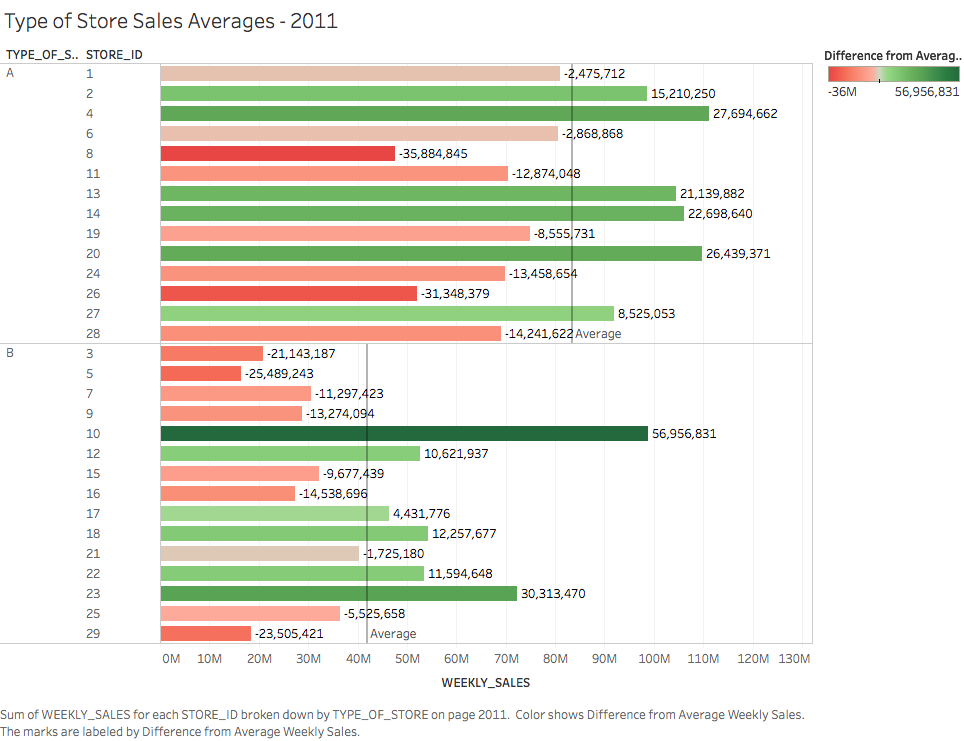 Type of Store Sales Averages - 2011
TYPE_OF_S.. STORE_ID
Difference from Averag..
-36M 56,956,831
A 1 -2,475,712
2 15,210,250
4 27,694,662
6 -2,868,868
8 -35,884,845
11 -12,874,048
13 21,139,882
14 22,698,640
19 -8,555,731
20 26,439,371
24 -13,458,654
26 -31,348,379
27 8,525,053
28 -14,241,622 Average
B 3 -21,143,187
5 -25,489,243
7 -11,297,423
9 -13,274,094
10 56,956,831
12 10,621,937
15 -9,677,439
16 -14,538,696
17 4,431,776
18 12,257,677
21 -1,725,180
22 11,594,648
23 30,313,470
25 -5,525,658
29 -23,505,421 Average
0M 10M 20M 30M 40M 50M 60M 70M 80M 90M 100M 110M 120M 130M
WEEKLY_SALES
Sum of WEEKLY_SALES for each STORE_ID broken down by TYPE_OF_STORE on page 2011. Color shows Difference from Average Weekly Sales.
The marks are labeled by Difference from Average Weekly Sales.